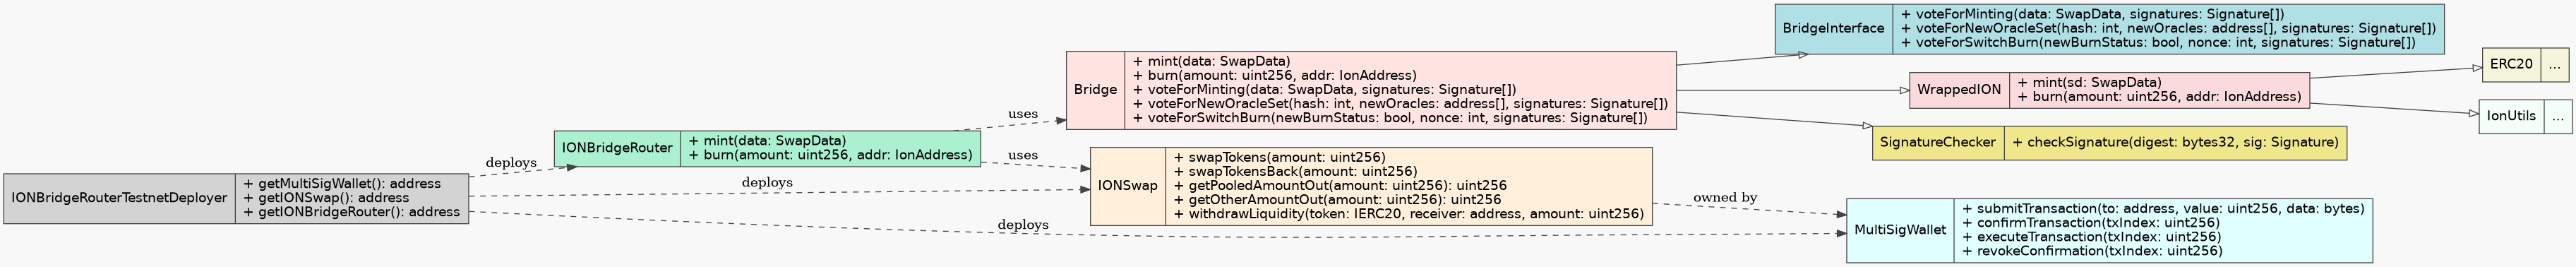 IONBridgeRouterTestnetDeployer
+ getMultiSigWallet(): address
+ getIONSwap(): address
+ getIONBridgeRouter(): address
deploys
deploys
deploys
IONBridgeRouter
+ mint(data: SwapData)
+ burn(amount: uint256, addr: IonAddress)
uses
uses
Bridge
+ mint(data: SwapData)
+ burn(amount: uint256, addr: IonAddress)
+ voteForMinting(data: SwapData, signatures: Signature[])
+ voteForNewOracleSet(hash: int, newOracles: address[], signatures: Signature[])
+ voteForSwitchBurn(newBurnStatus: bool, nonce: int, signatures: Signature[])
IONSwap
+ swapTokens(amount: uint256)
+ swapTokensBack(amount: uint256)
+ getPooledAmountOut(amount: uint256): uint256
+ getOtherAmountOut(amount: uint256): uint256
+ withdrawLiquidity(token: IERC20, receiver: address, amount: uint256)
owned by
BridgeInterface
+ voteForMinting(data: SwapData, signatures: Signature[])
+ voteForNewOracleSet(hash: int, newOracles: address[], signatures: Signature[])
+ voteForSwitchBurn(newBurnStatus: bool, nonce: int, signatures: Signature[])
WrappedION
+ mint(sd: SwapData)
+ burn(amount: uint256, addr: IonAddress)
SignatureChecker
+ checkSignature(digest: bytes32, sig: Signature)
MultiSigWallet
+ submitTransaction(to: address, value: uint256, data: bytes)
+ confirmTransaction(txIndex: uint256)
+ executeTransaction(txIndex: uint256)
+ revokeConfirmation(txIndex: uint256)
ERC20
...
IonUtils
...